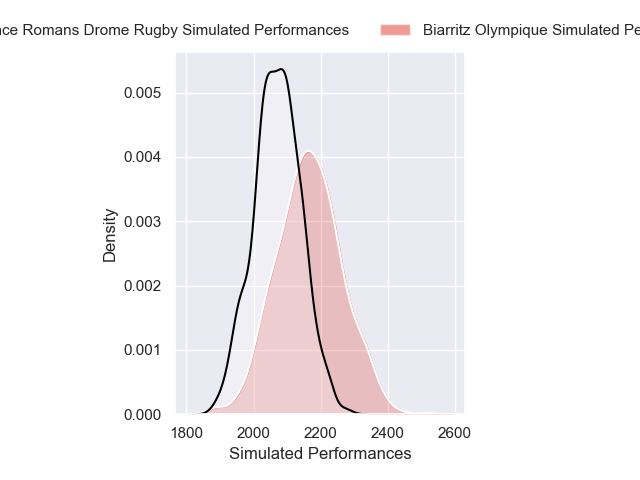 nce Romans Drome Rugby Simulated Performances
Biarritz Olympique Simulated Pe
0.005
0.004
0.003
0.002
0.001
0.000
Density
1800 2000 2200 2400 2600
Simulated Performances